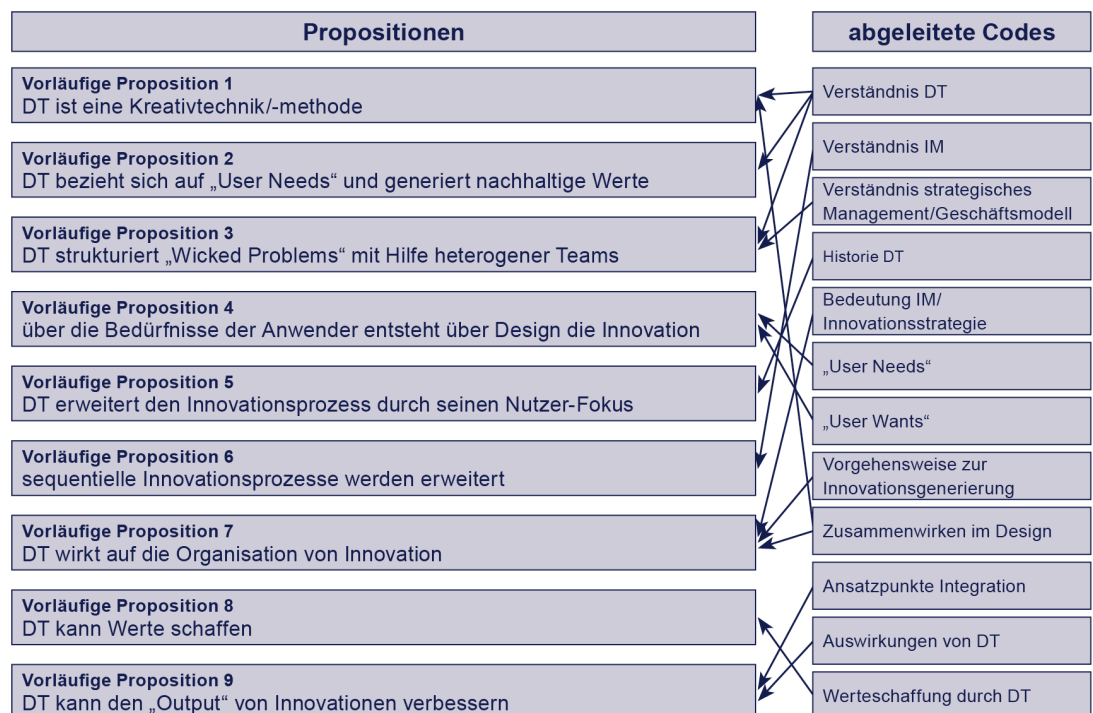 Propositionen
Vorläufige Proposition 1
DT ist eine Kreativtechnik/-methode
Vorläufige Proposition 2
DT bezieht sich auf „User Needs“ und generiert nachhaltige Werte
Vorläufige Proposition 3
DT strukturiert „Wicked Problems“ mit Hilfe heterogener Teams
Vorläufige Proposition 4
über die Bedürfnisse der Anwender entsteht über Design die Innovation
Vorläufige Proposition 5
DT erweitert den Innovationsprozess durch seinen Nutzer-Fokus
Vorläufige Proposition 6
sequentielle Innovationsprozesse werden erweitert
Vorläufige Proposition 7
DT wirkt auf die Organisation von Innovation
Vorläufige Proposition 8
DT kann Werte schaffen
Vorläufige Proposition 9
DT kann den „Output“ von Innovationen verbessern
abgeleitete Codes
Verständnis DT
Verständnis IM
Verständnis strategisches
Management/Geschäftsmodell
Historie DT
Bedeutung IM/
Innovationsstrategie
„User Needs“
„User Wants“
Vorgehensweise zur
Innovationsgenerierung
Zusammenwirken im Design
Ansatzpunkte Integration
Auswirkungen von DT
Werteschaffung durch DT